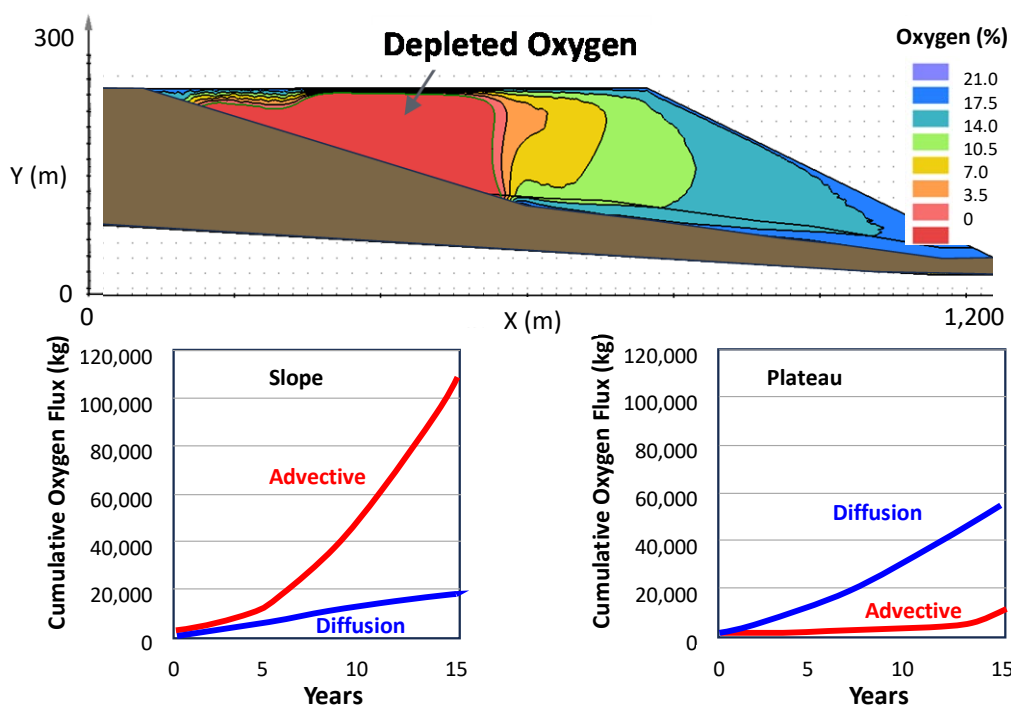 300
Depleted Oxygen
Oxygen (%)
21.0
17.5
14.0
10.5
7.0
3.5
0
Y (m)
0
0
X (m)
1,200
Cumulative Oxygen Flux (kg)
120,000
100,000
80,000
60,000
40,000
20,000
0
Slope
Advective
Diffusion
0
5
10
15
Years
Cumulative Oxygen Flux (kg)
120,000
100,000
80,000
60,000
40,000
20,000
0
Plateau
Diffusion
Advective
0
5
10
15
Years